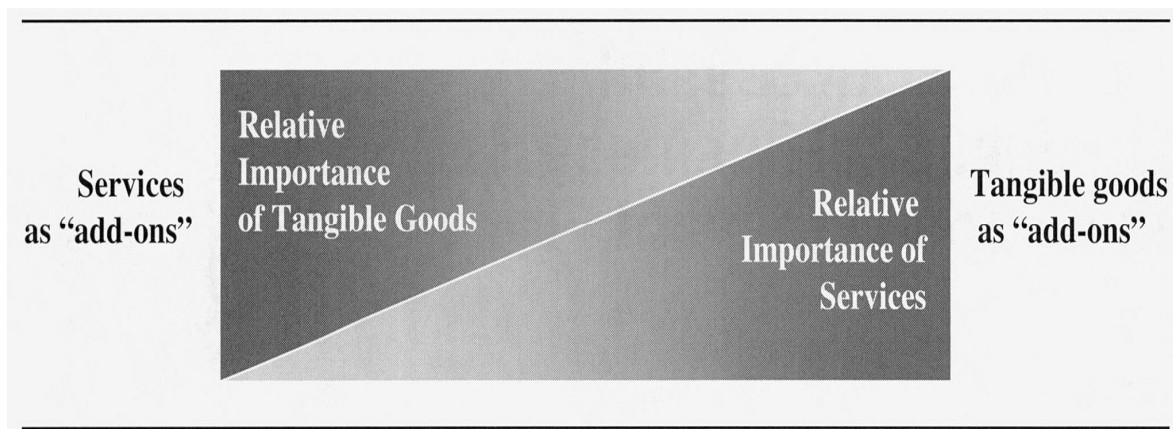 Services
as “add-ons”
Relative
Importance
of Tangible Goods
Relative
Importance of
Services
Tangible goods
as “add-ons”